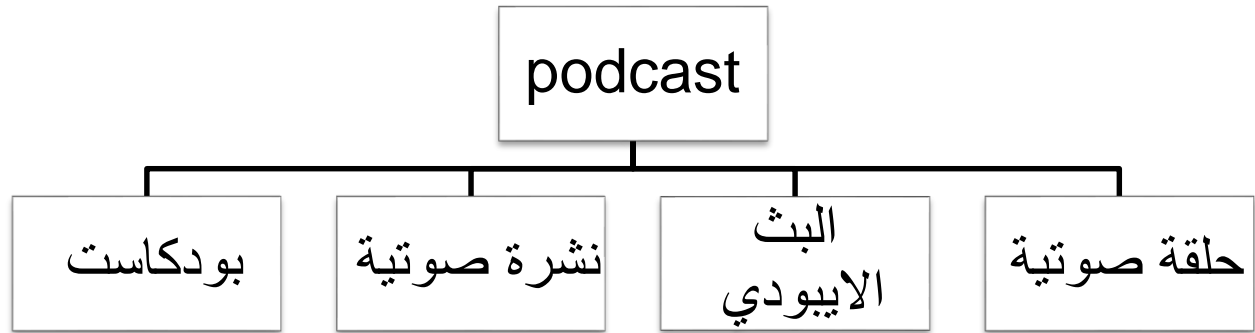 podcast
بودكاست
نشرة صوتية
البث
الايبودي
حلقة صوتية